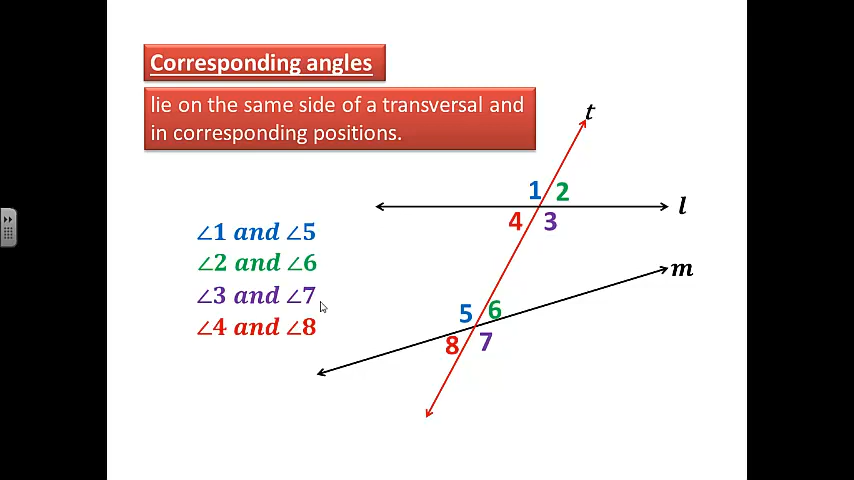 Corresponding angles
lie on the same side of a transversal and
in corresponding positions.
t
1 2
l
4 3
∠1 and ∠5
∠2 and ∠6
m
∠3 and ∠7
5 6
∠4 and ∠8
8 7